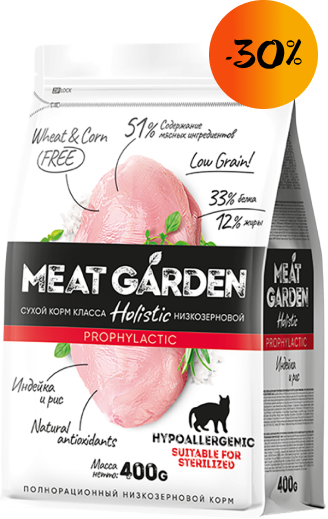 -30%
ZIPLOCK
Wheat & Corn
FREE
51% Содержание
мясных ингредиентов
Low Grain!
33% белка
12% жиры
MEAT GARDEN
СУХОЙ КОРМ КЛАССА Holistic НИЗКОЗЕРНОВОЙ
PROPHYLACTIC
Индейка
и рис
Natural
antioxidants
HYPOALLERGENIC
SUITABLE FOR
STERILIZED
Масса
нетто: 400G
ПОЛНОРАЦИОННЫЙ НИЗКОЗЕРНОВОЙ КОРМ
MEAT
GARDEN
Holistic
PROPHYLACTIC
Индейка
и рис
400G